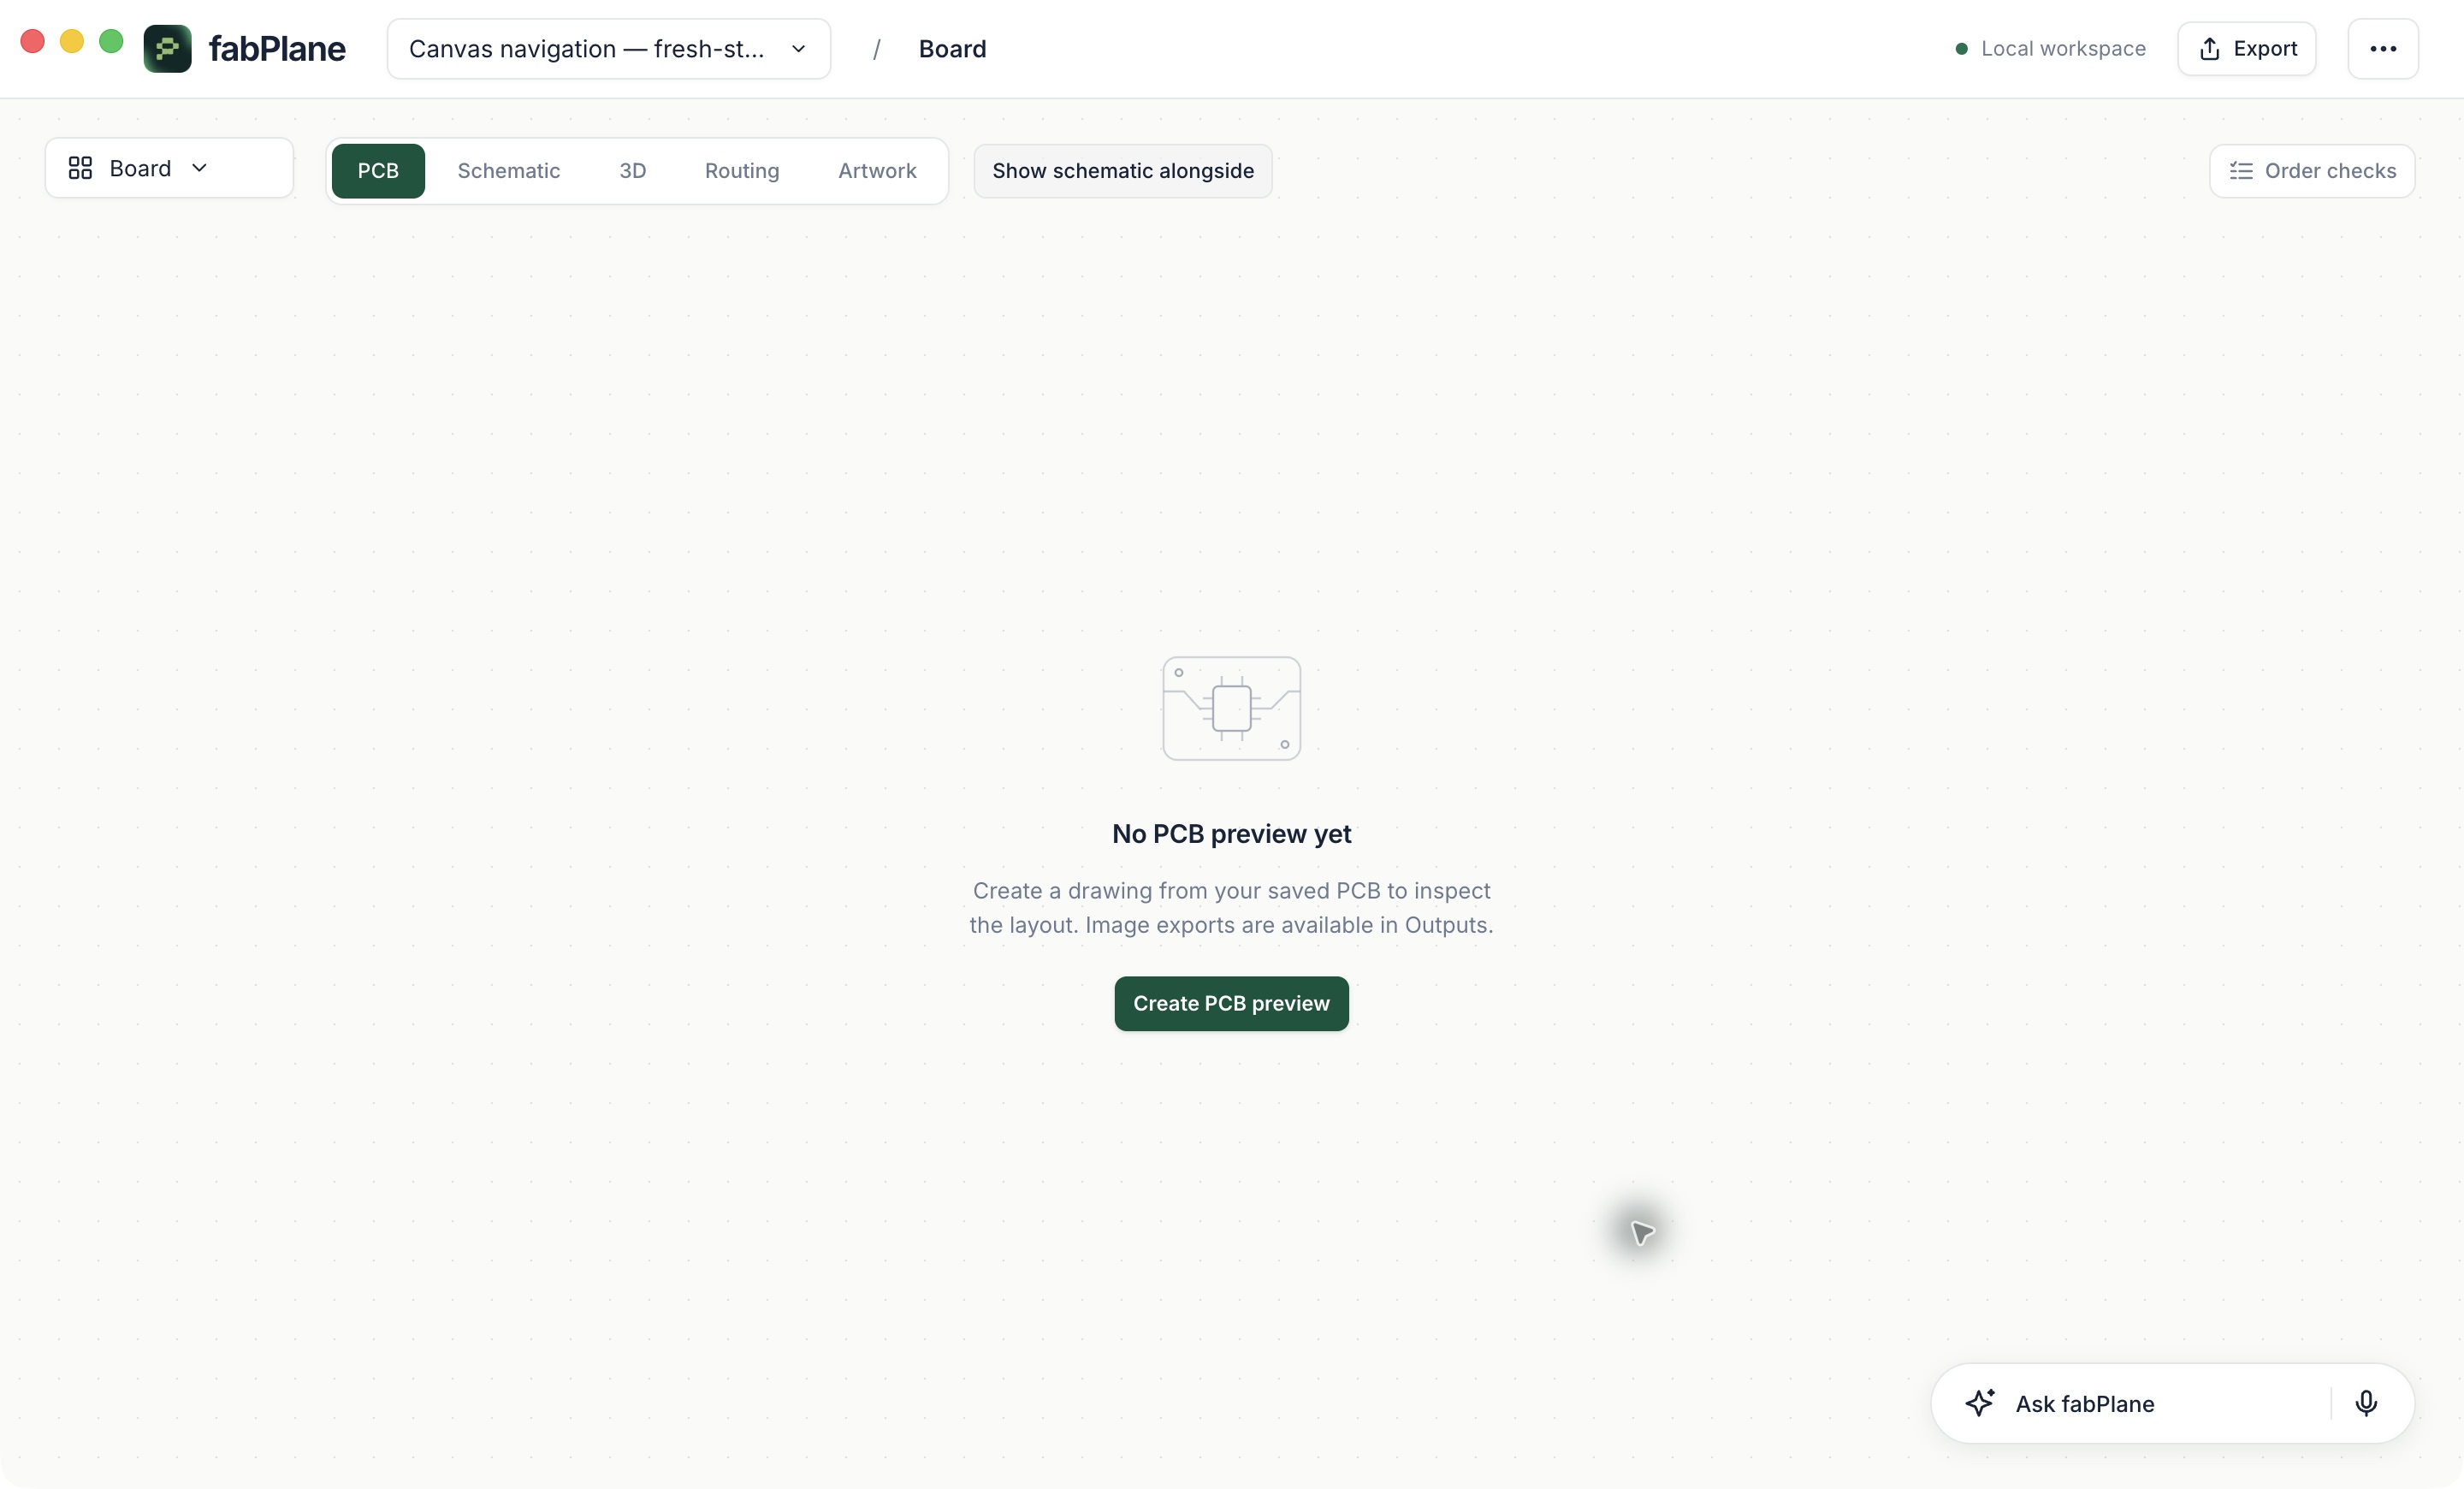 fabPlane
Canvas navigation — fresh-st...
/
Board
Local workspace
Export
Board
PCB
Schematic
3D
Routing
Artwork
Show schematic alongside
Order checks
No PCB preview yet
Create a drawing from your saved PCB to inspect
the layout. Image exports are available in Outputs.
Create PCB preview
Ask fabPlane